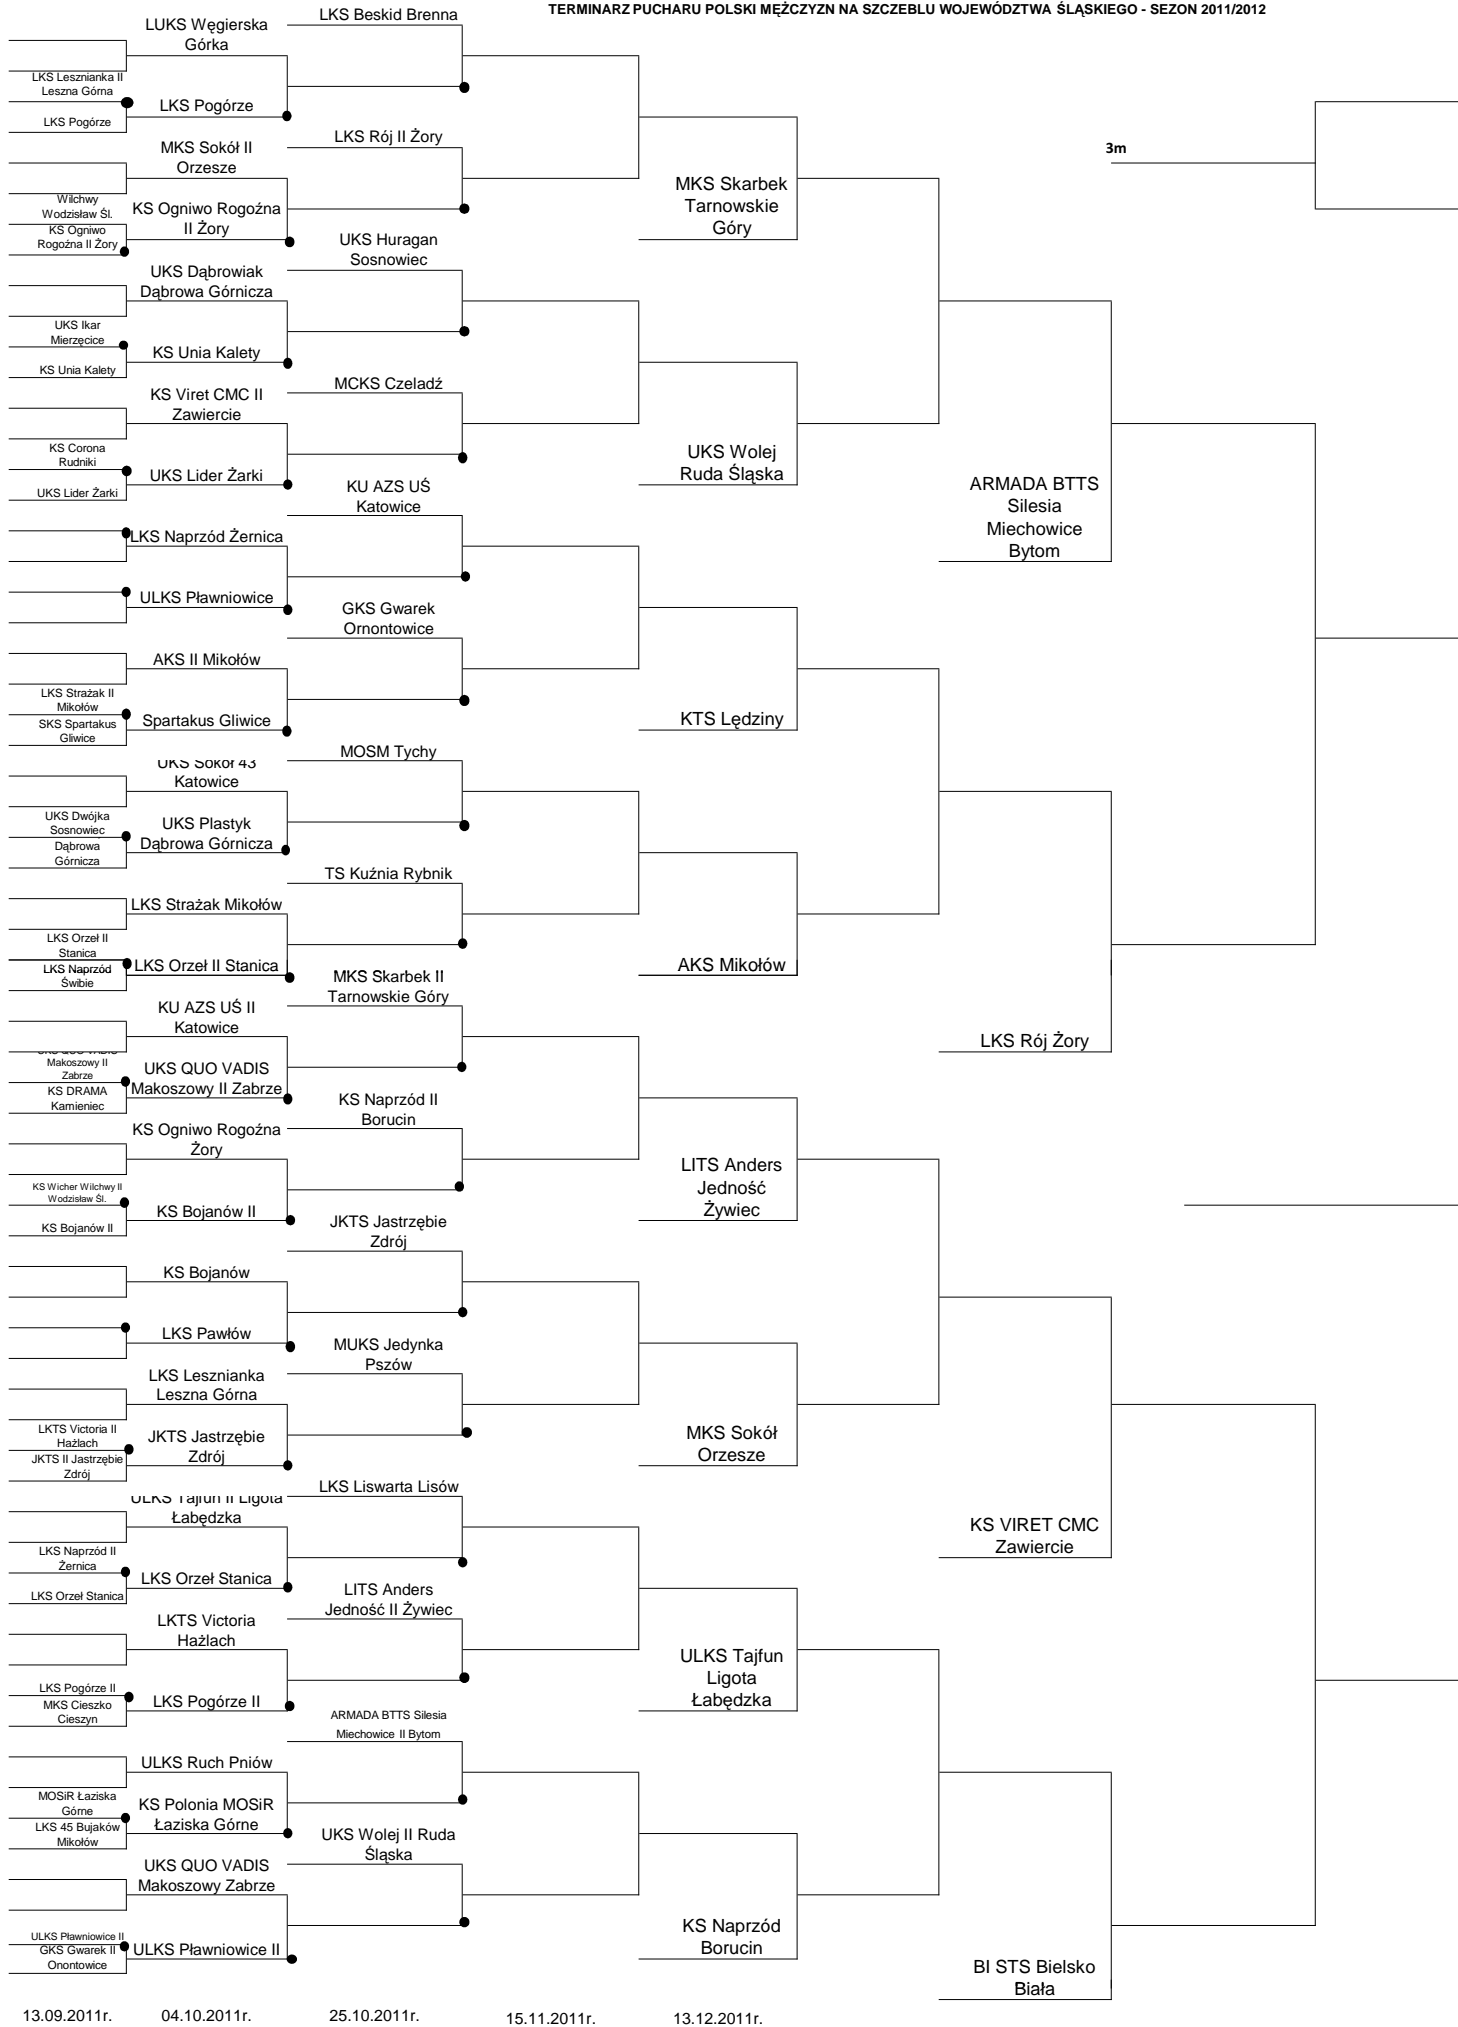 TERMINARZ PUCHARU POLSKI MĘŻCZYZN NA SZCZEBLU WOJEWÓDZTWA ŚLĄSKIEGO - SEZON 2011/2012
LKS Lesznianka II
Leszna Górna
LKS Pogórze
Wilchwy
Wodzisław Śl.
KS Ogniwo
Rogoźna II Żory
UKS Ikar
Mierzęcice
KS Unia Kalety
KS Corona
Rudniki
UKS Lider Żarki
LKS Strażak II
Mikołów
SKS Spartakus
Gliwice
UKS Dwójka
Sosnowiec
Dąbrowa
Górnicza
LKS Orzeł II
Stanica
LKS Naprzód
Świbie
UKS QUO VADIS
Makoszowy II
Zabrze
KS DRAMA
Kamieniec
KS Wicher Wilchwy II
Wodzisław Śl.
KS Bojanów II
LKTS Victoria II
Hażlach
JKTS II Jastrzębie
Zdrój
LKS Naprzód II
Żernica
LKS Orzeł Stanica
LKS Pogórze II
MKS Cieszko
Cieszyn
MOSiR Łaziska
Górne
LKS 45 Bujaków
Mikołów
ULKS Pławniowice II
GKS Gwarek II
Onontowice
LUKS Węgierska
Górka
LKS Pogórze
MKS Sokół II
Orzesze
KS Ogniwo Rogoźna
II Żory
UKS Dąbrowiak
Dąbrowa Górnicza
KS Unia Kalety
KS Viret CMC II
Zawiercie
UKS Lider Żarki
LKS Naprzód Żernica
ULKS Pławniowice
AKS II Mikołów
Spartakus Gliwice
UKS Sokół 43
Katowice
UKS Plastyk
Dąbrowa Górnicza
LKS Strażak Mikołów
LKS Orzeł II Stanica
KU AZS UŚ II
Katowice
UKS QUO VADIS
Makoszowy II Zabrze
KS Ogniwo Rogoźna
Żory
KS Bojanów II
KS Bojanów
LKS Pawłów
LKS Lesznianka
Leszna Górna
JKTS Jastrzębie
Zdrój
ULKS Tajfun II Ligota
Łabędzka
LKS Orzeł Stanica
LKTS Victoria
Hażlach
LKS Pogórze II
ULKS Ruch Pniów
KS Polonia MOSiR
Łaziska Górne
UKS QUO VADIS
Makoszowy Zabrze
ULKS Pławniowice II
LKS Beskid Brenna
LKS Rój II Żory
UKS Huragan
Sosnowiec
MCKS Czeladź
KU AZS UŚ
Katowice
GKS Gwarek
Ornontowice
MOSM Tychy
TS Kuźnia Rybnik
MKS Skarbek II
Tarnowskie Góry
KS Naprzód II
Borucin
JKTS Jastrzębie
Zdrój
MUKS Jedynka
Pszów
LKS Liswarta Lisów
LITS Anders
Jedność II Żywiec
ARMADA BTTS Silesia
Miechowice II Bytom
UKS Wolej II Ruda
Śląska
MKS Skarbek
Tarnowskie
Góry
UKS Wolej
Ruda Śląska
KTS Lędziny
AKS Mikołów
LITS Anders
Jedność
Żywiec
MKS Sokół
Orzesze
ULKS Tajfun
Ligota
Łabędzka
KS Naprzód
Borucin
ARMADA BTTS
Silesia
Miechowice
Bytom
LKS Rój Żory
KS VIRET CMC
Zawiercie
BI STS Bielsko
Biała
3m
13.09.2011r.
04.10.2011r.
25.10.2011r.
15.11.2011r.
13.12.2011r.